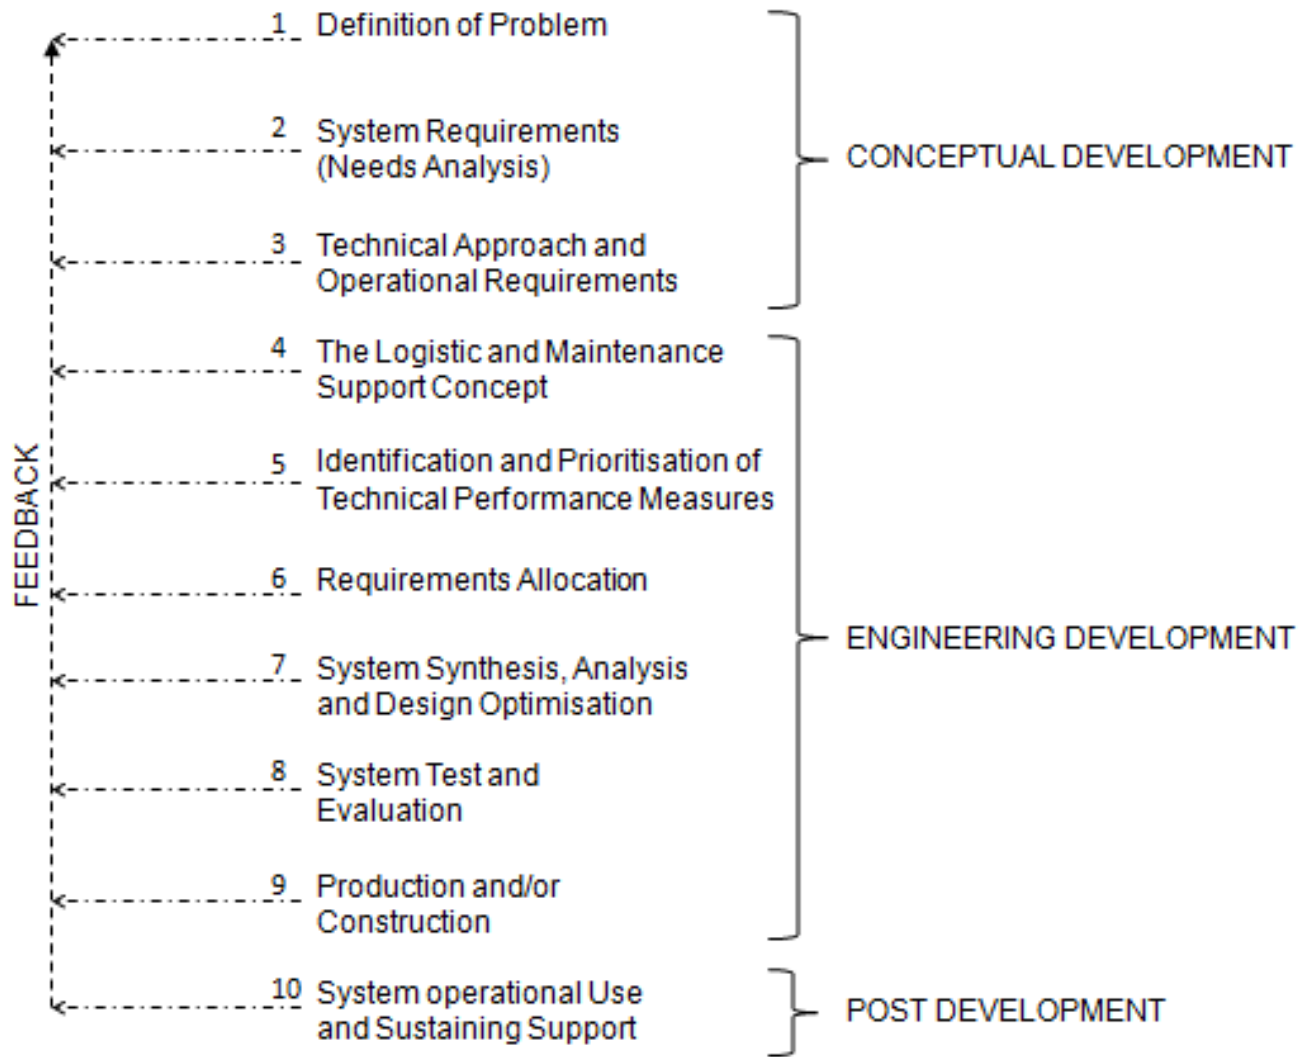 1 Definition of Problem
2 System Requirements
(Needs Analysis)
3 Technical Approach and
Operational Requirements
CONCEPTUAL DEVELOPMENT
4 The Logistic and Maintenance
Support Concept
5 Identification and Prioritisation of
Technical Performance Measures
6 Requirements Allocation
7 System Synthesis, Analysis
and Design Optimisation
8 System Test and
Evaluation
9 Production and/or
Construction
ENGINEERING DEVELOPMENT
10 System operational Use
and Sustaining Support
POST DEVELOPMENT
FEEDBACK